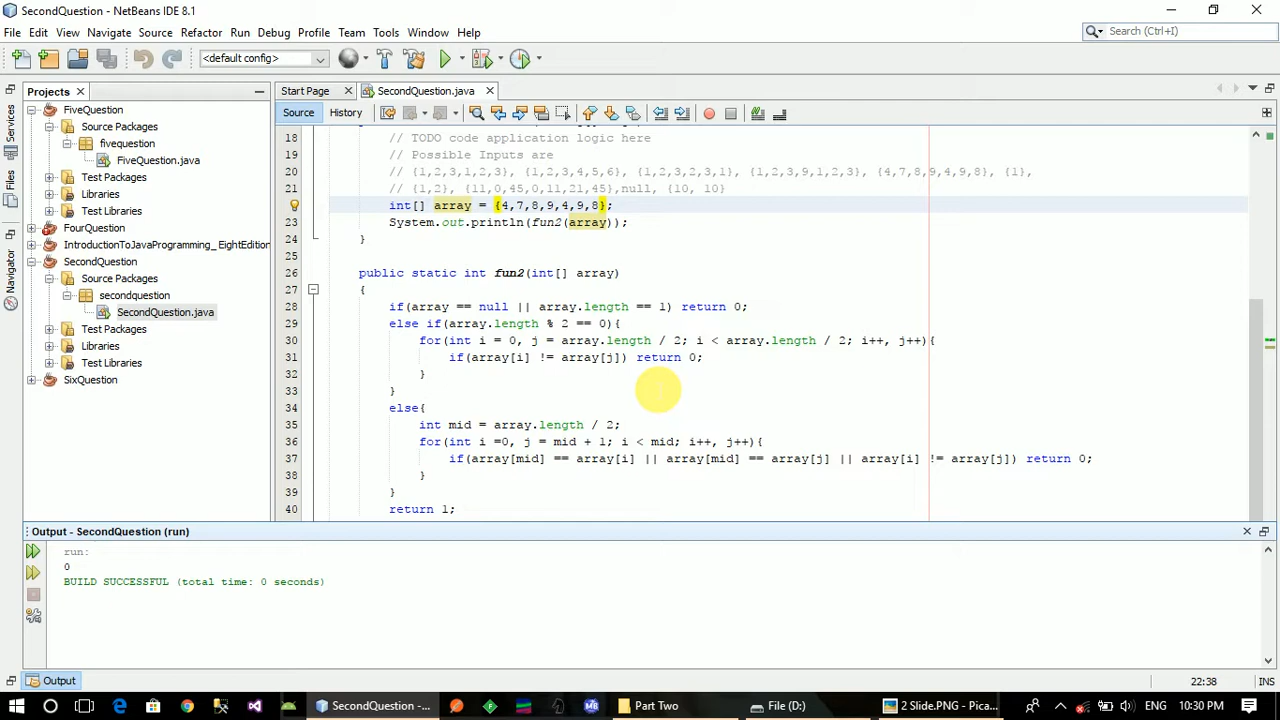 SecondQuestion - NetBeans IDE 8.1
File Edit View Navigate Source Refactor Run Debug Profile Team Tools Window Help
Search (Ctrl+I)
<default config>
Projects
Start Page
SecondQuestion.java
Services
Files
Navigator
FiveQuestion
Source Packages
fivequestion
FiveQuestion.java
Test Packages
Libraries
Test Libraries
FourQuestion
IntroductionToJavaProgramming_ EightEdition
SecondQuestion
Source Packages
secondquestion
SecondQuestion.java
Test Packages
Libraries
Test Libraries
SixQuestion
Source History
18 // TODO code application logic here
19 // Possible Inputs are
20 // {1,2,3,1,2,3}, {1,2,3,4,5,6}, {1,2,3,2,3,1}, {1,2,3,9,1,2,3}, {4,7,8,9,4,9,8}, {1},
21 // {1,2}, {11,0,45,0,11,21,45},null, {10, 10}
int[] array = {4,7,8,9,4,9,8};
23 System.out.println(fun2(array));
24 }
25
26 public static int fun2(int[] array)
27 {
28 if(array == null || array.length == 1) return 0;
29 else if(array.length % 2 == 0){
30 for(int i = 0, j = array.length / 2; i < array.length / 2; i++, j++){
31 if(array[i] != array[j]) return 0;
32 }
33 }
34 else{
35 int mid = array.length / 2;
36 for(int i =0, j = mid + 1; i < mid; i++, j++){
37 if(array[mid] == array[i] || array[mid] == array[j] || array[i] != array[j]) return 0;
38 }
39 }
40 return 1;
Output - SecondQuestion (run)
run:
0
BUILD SUCCESSFUL (total time: 0 seconds)
Output
22:38
INS
SecondQuestion -...
Part Two
File (D:)
2 Slide.PNG - Pica...
10:30 PM